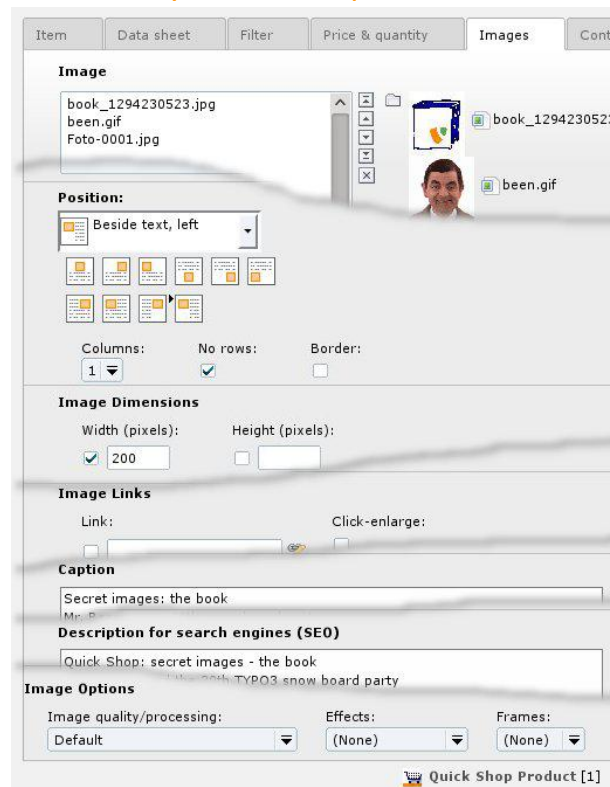 Item Data sheet Filter Price & quantity Images Cont
Image
book_1294230523.jpg
been.gif
Foto-0001.jpg
book_129423052
been.gif
Position:
Beside text, left
Columns: No rows: Border:
1
Image Dimensions
Width (pixels): Height (pixels):
200
Image Links
Link: Click-enlarge:
Caption
Secret images: the book
Description for search engines (SEO)
Quick Shop: secret images - the book
TYPO3 snow board party
Image Options
Image quality/processing: Effects: Frames:
Default (None) (None)
Quick Shop Product [1]